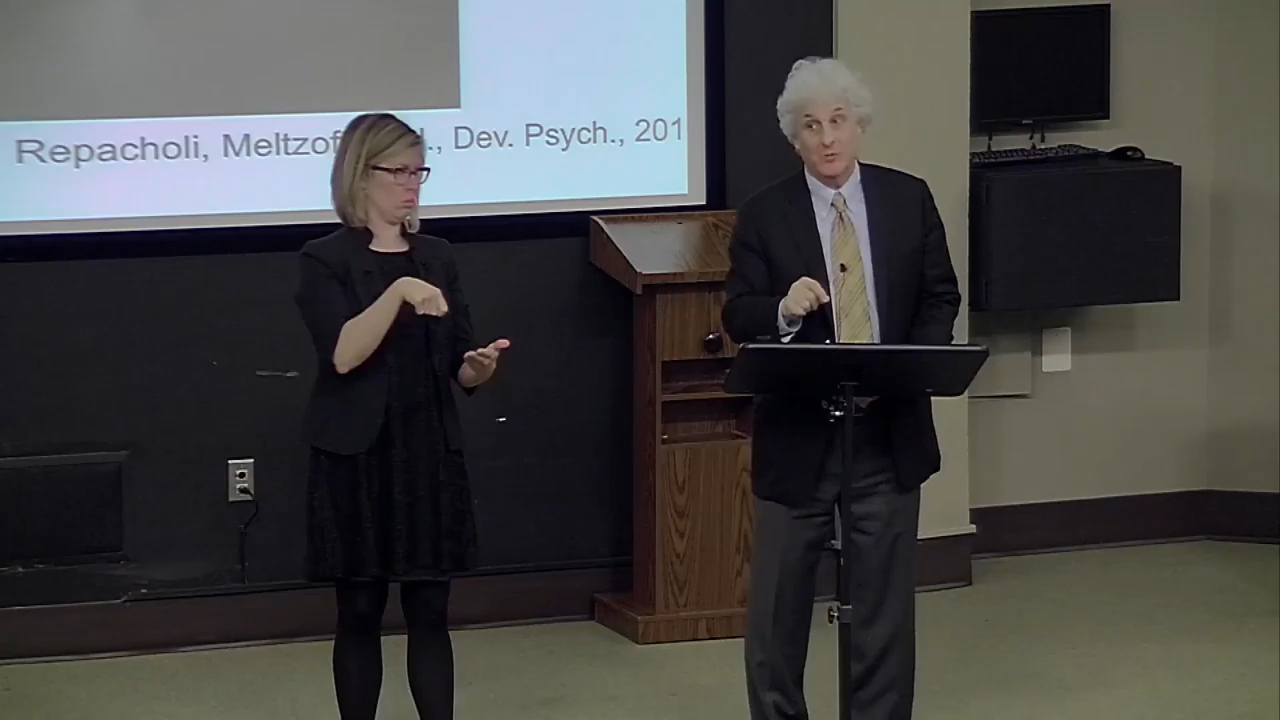 Repacholi, Meltzof ., Dev. Psych., 201